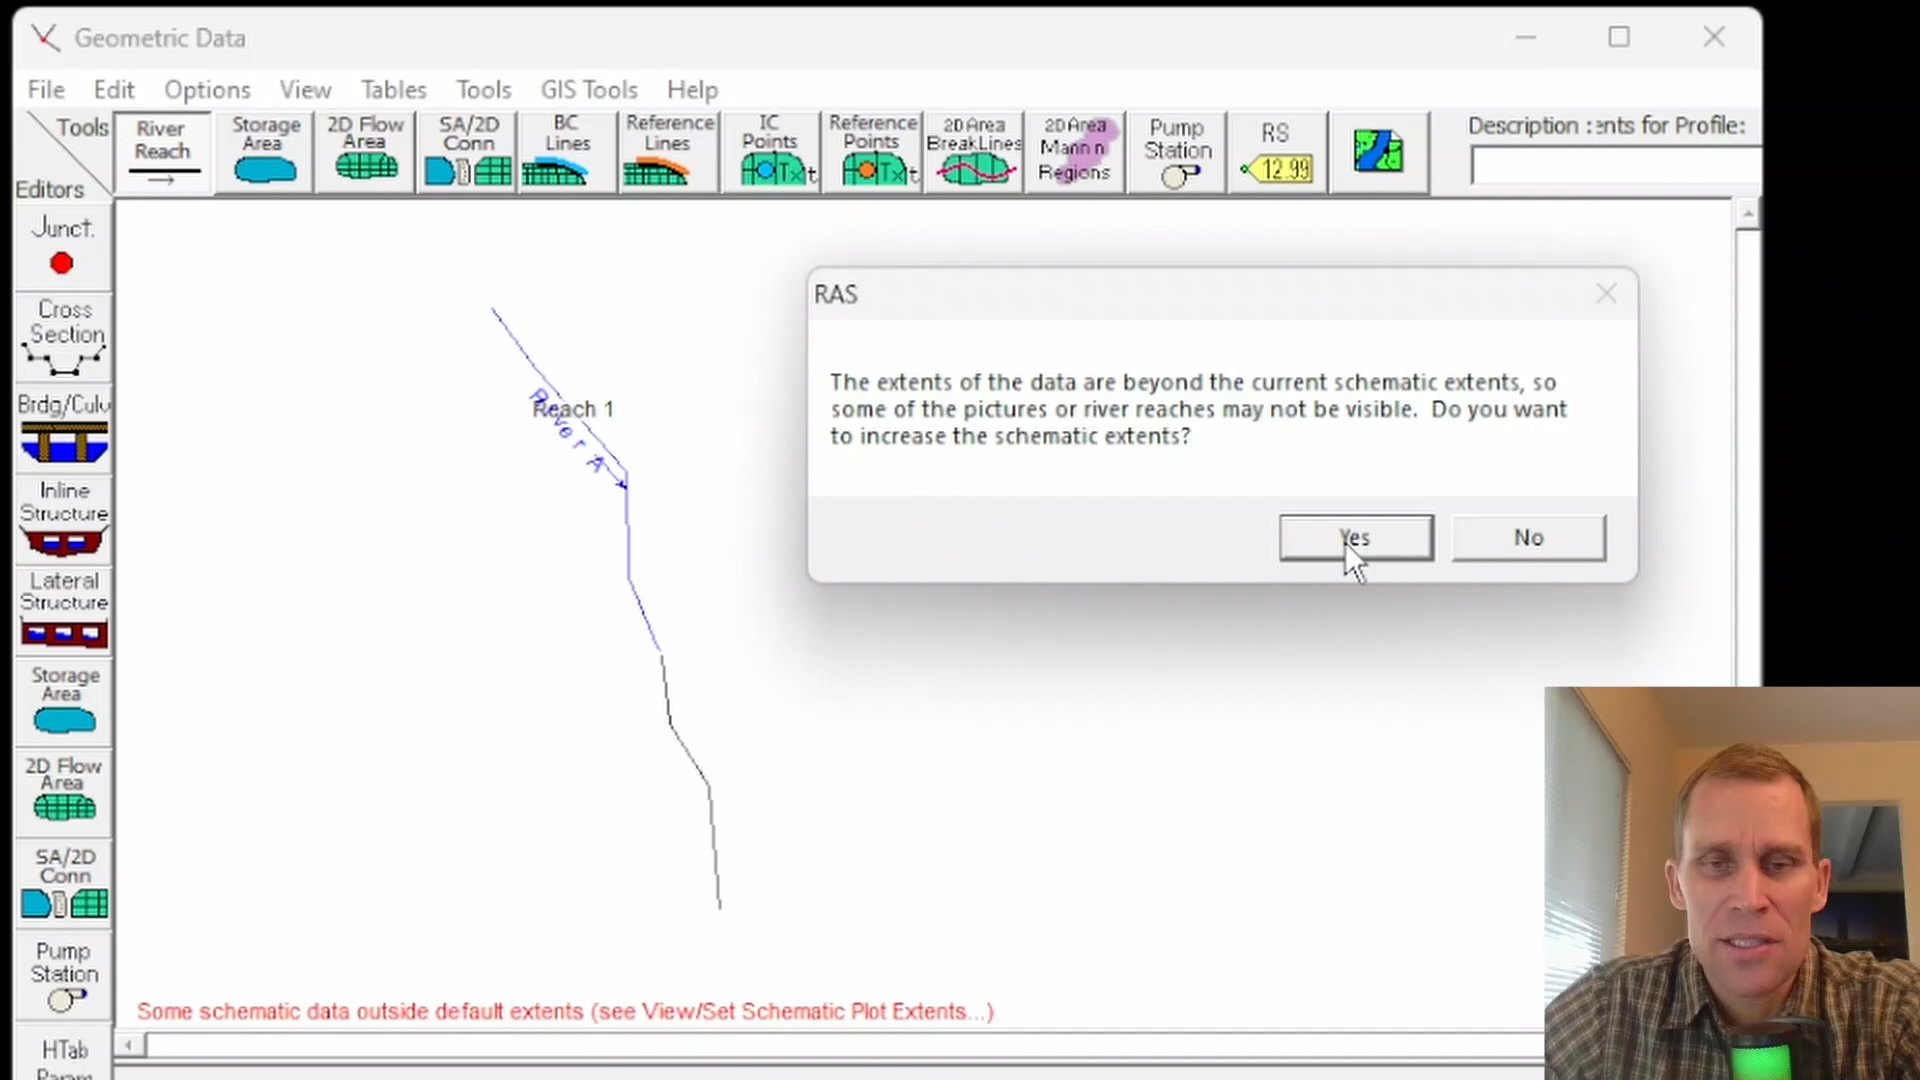 Geometric Data
File Edit Options View Tables Tools GIS Tools Help
Tools
Editors
River
Reach
Storage
Area
2D Flow
Area
SA/2D
Conn
BC
Lines
Reference
Lines
IC
Points
Reference
Points
2D Area
BreakLines
2D Area
Mann n
Regions
Pump
Station
RS
12.99
Description :
nts for Profile:
Junct.
Cross
Section
Brdg/Culv
Inline
Structure
Lateral
Structure
Storage
Area
2D Flow
Area
SA/2D
Conn
Pump
Station
HTab
Param
Reach 1
River A
RAS
The extents of the data are beyond the current schematic extents, so
some of the pictures or river reaches may not be visible. Do you want
to increase the schematic extents?
Yes
No
Some schematic data outside default extents (see View/Set Schematic Plot Extents...)